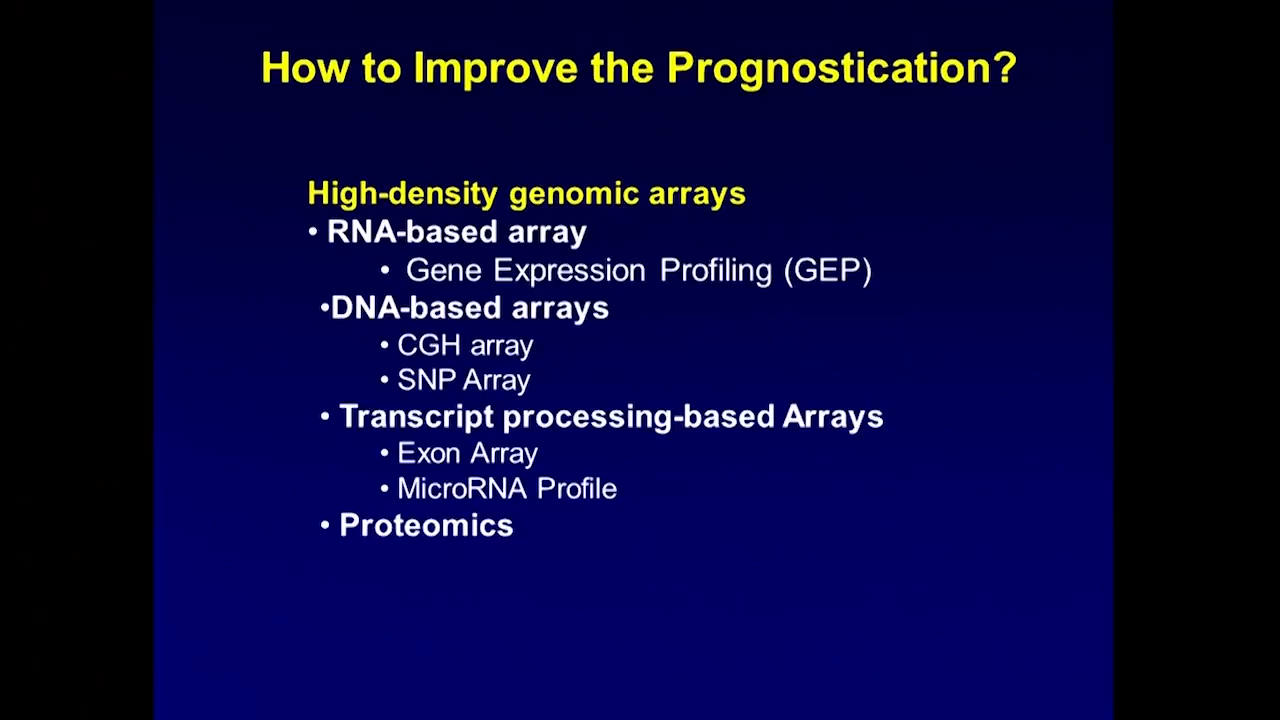 How to Improve the Prognostication?
High-density genomic arrays
• RNA-based array
• Gene Expression Profiling (GEP)
•DNA-based arrays
• CGH array
• SNP Array
• Transcript processing-based Arrays
• Exon Array
• MicroRNA Profile
• Proteomics